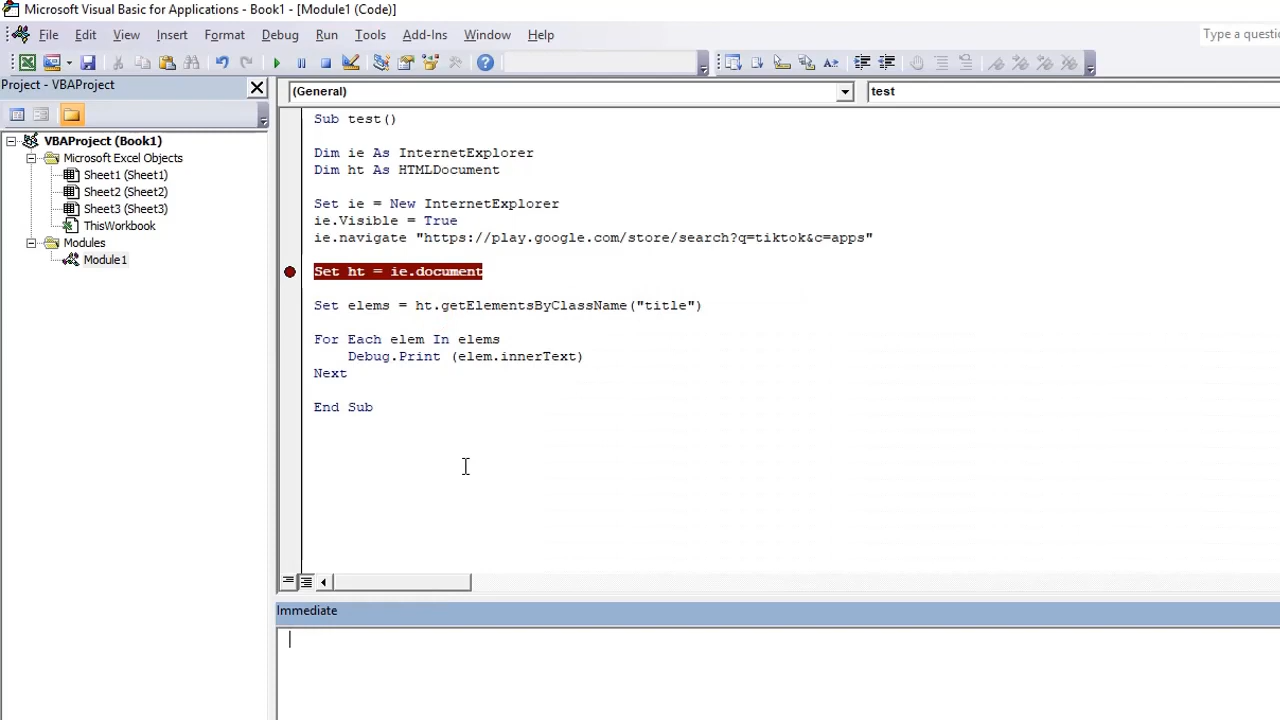 Microsoft Visual Basic for Applications - Book1 - [Module1 (Code)]
File Edit View Insert Format Debug Run Tools Add-Ins Window Help
Type a questi
Project - VBAProject
(General)
test
VBAProject (Book1)
Microsoft Excel Objects
Sheet1 (Sheet1)
Sheet2 (Sheet2)
Sheet3 (Sheet3)
ThisWorkbook
Modules
Module1
Sub test()
Dim ie As InternetExplorer
Dim ht As HTMLDocument
Set ie = New InternetExplorer
ie.Visible = True
ie.navigate "https://play.google.com/store/search?q=tiktok&c=apps"
Set ht = ie.document
Set elems = ht.getElementsByClassName("title")
For Each elem In elems
Debug.Print (elem.innerText)
Next
End Sub
Immediate